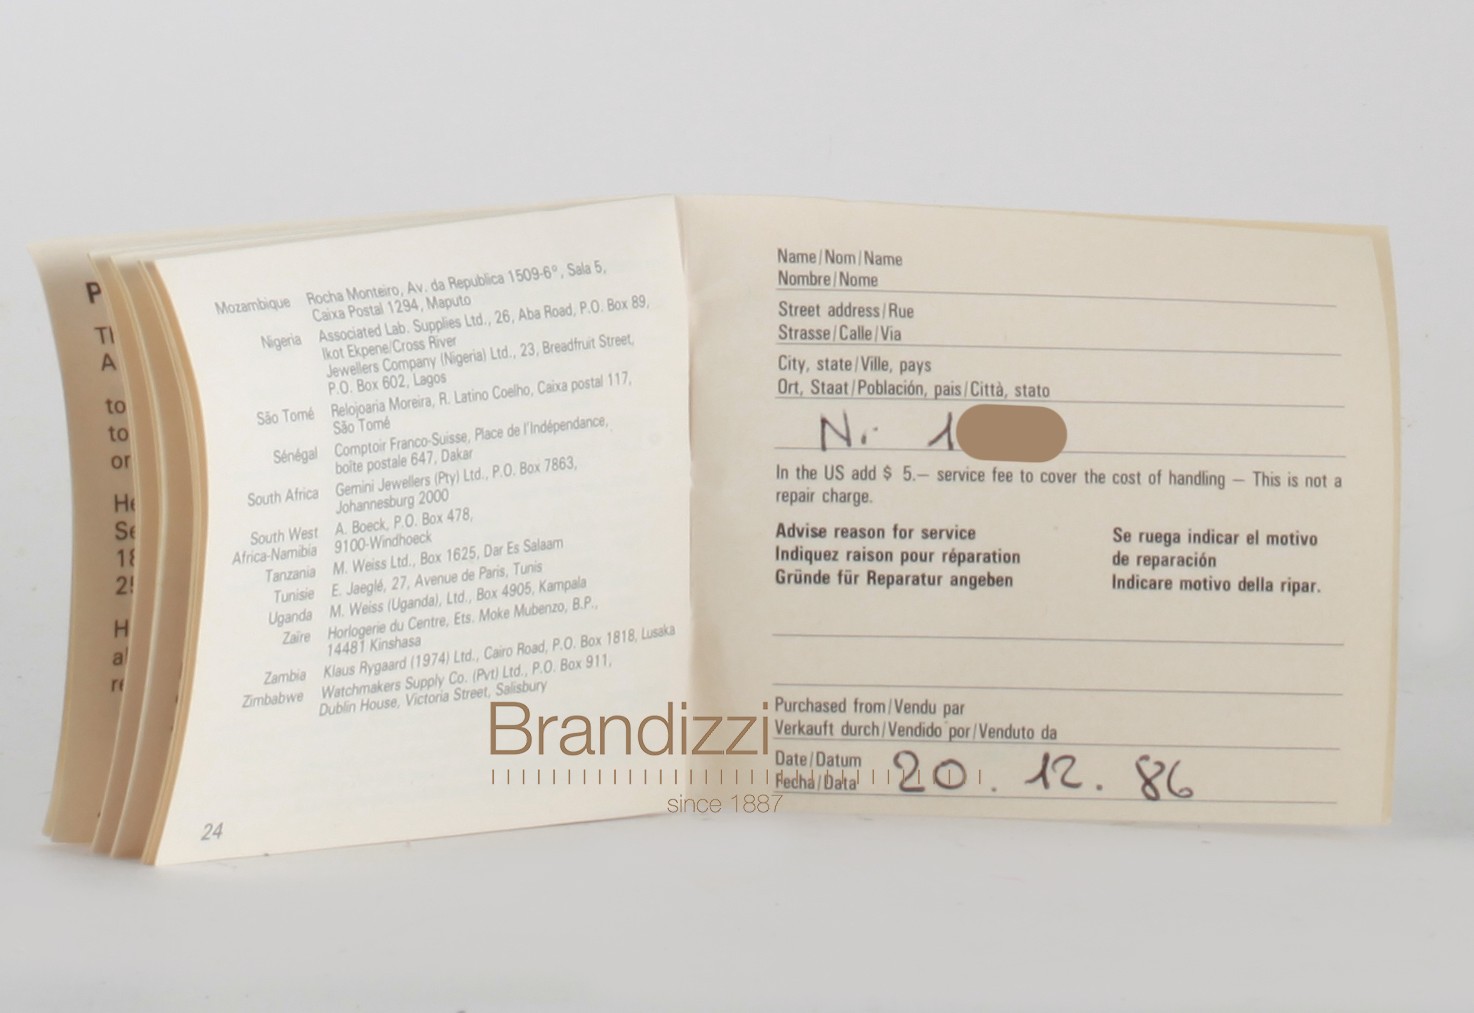 P
Tl
A
to
to
or
He
Se
18
H
al
re
Mozambique Rocha Monteiro, Av. da Republica 1509-6°, Sala 5,
Caixa Postal 1294, Maputo
Nigeria Associated Lab. Supplies Ltd., 26, Aba Road, P.O. Box 89,
Ikot Ekpene/Cross River
Jewellers Company (Nigeria) Ltd., 23, Breadfruit Street,
P.O. Box 602, Lagos
São Tomé Relojoaria Moreira, R. Latino Coelho, Caixa postal 117,
São Tomé
Sénégal Comptoir Franco-Suisse, Place de l'Indépendance,
boîte postale 647, Dakar
South Africa Gemini Jewellers (Pty) Ltd., P.O. Box 7863,
Johannesburg 2000
South West A. Boeck, P.O. Box 478,
Africa-Namibia 9100-Windhoeck
Tanzania M. Weiss Ltd., Box 1625, Dar Es Salaam
Tunisie E. Jaeglé, 27, Avenue de Paris, Tunis
Uganda M. Weiss (Uganda), Ltd., Box 4905, Kampala
Zaïre Horlogerie du Centre, Ets. Moke Mubenzo, B.P.,
14481 Kinshasa
Zambia Klaus Rygaard (1974) Ltd., Cairo Road, P.O. Box 1818, Lusaka
Zimbabwe Watchmakers Supply Co. (Pvt) Ltd., P.O. Box 911,
Dublin House, Victoria Street, Salisbury
24
Name/Nom/Name
Nombre/Nome
Street address/Rue
Strasse/Calle/Via
City, state/Ville, pays
Ort, Staat/Población, pais/Città, stato
Nr. 1
In the US add $ 5.— service fee to cover the cost of handling — This is not a
repair charge.
Advise reason for service
Indiquez raison pour réparation
Gründe für Reparatur angeben
Se ruega indicar el motivo
de reparación
Indicare motivo della ripar.
Purchased from/Vendu par
Verkauft durch/Vendido por/Venduto da
Date/Datum
Fecha/Data 20. 12. 86
Brandizzi
since 1887